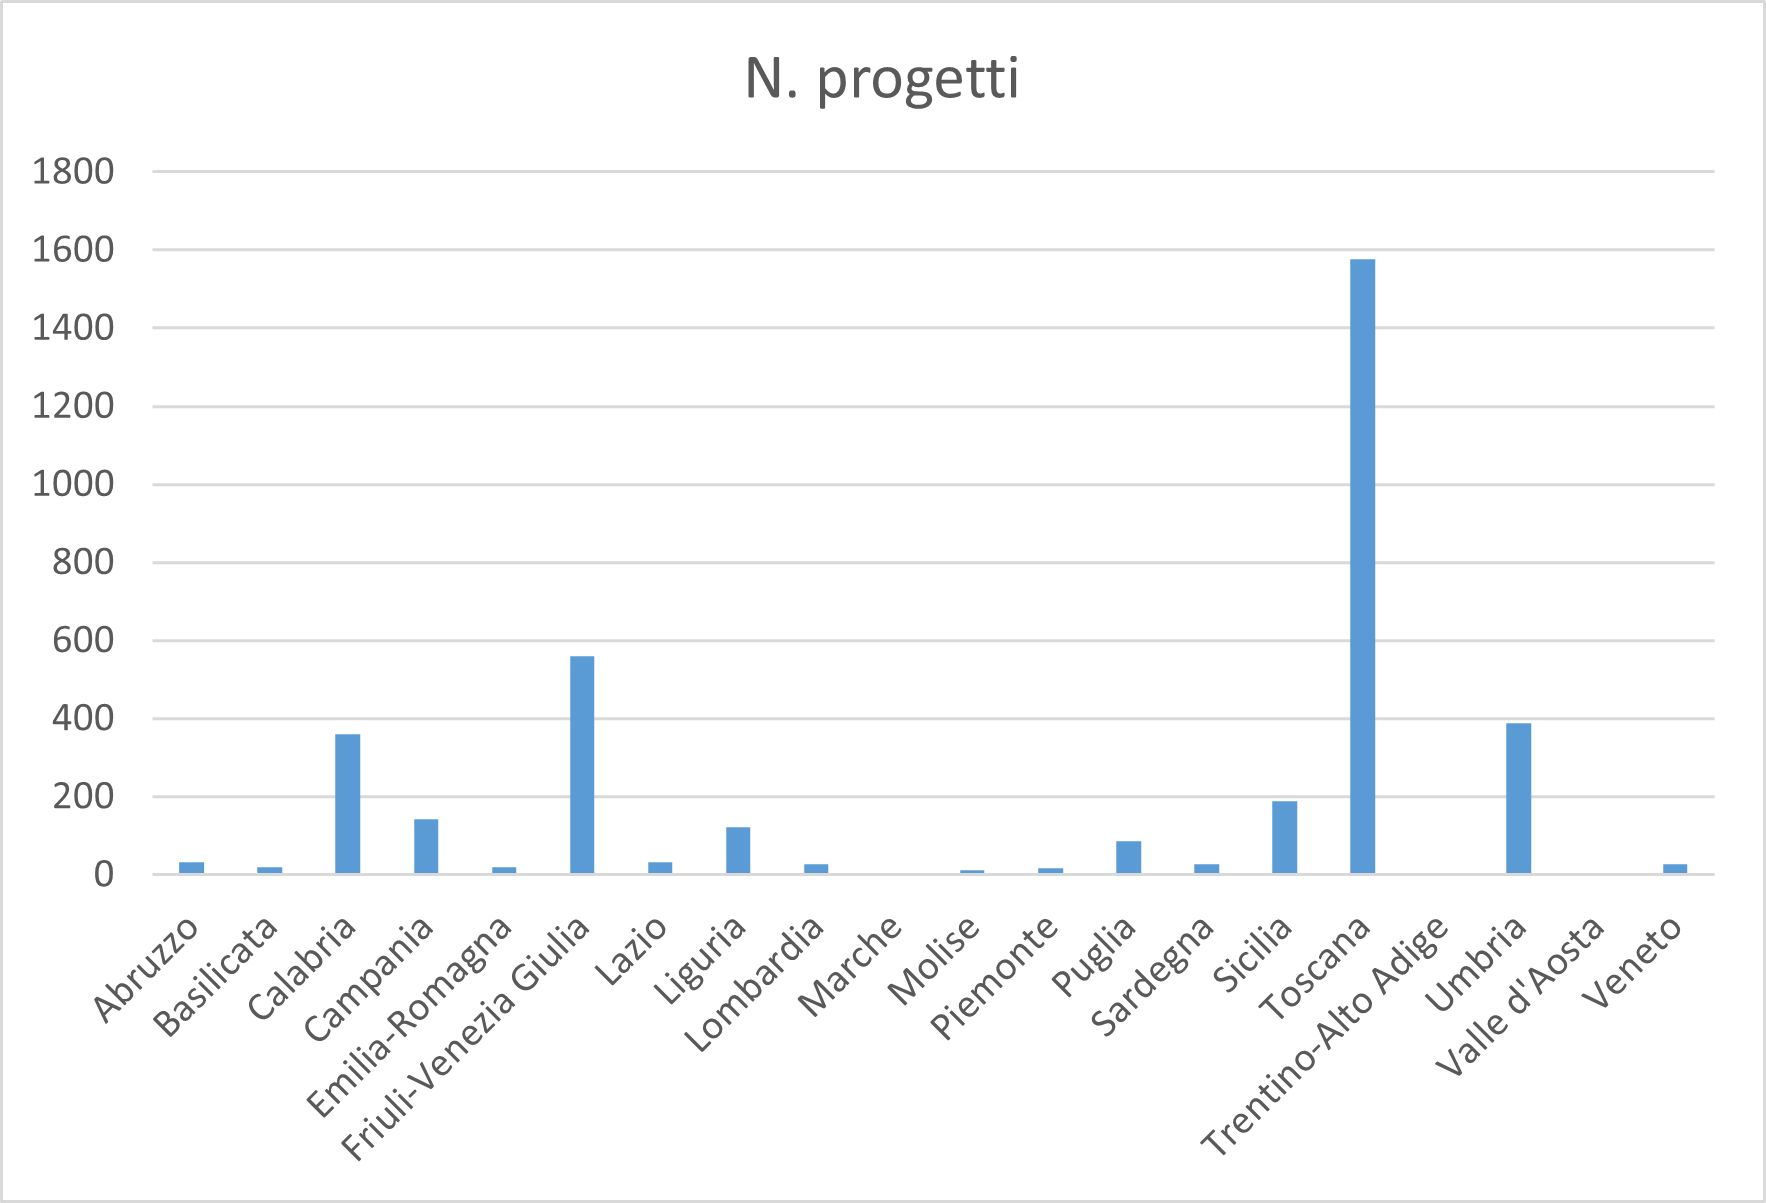 N. progetti
1800
1600
1400
1200
1000
800
600
400
200
0
Abruzzo
Basilicata
Calabria
Campania
Emilia-Romagna
Friuli-Venezia Giulia
Lazio
Liguria
Lombardia
Marche
Molise
Piemonte
Puglia
Sardegna
Sicilia
Toscana
Trentino-Alto Adige
Umbria
Valle d'Aosta
Veneto